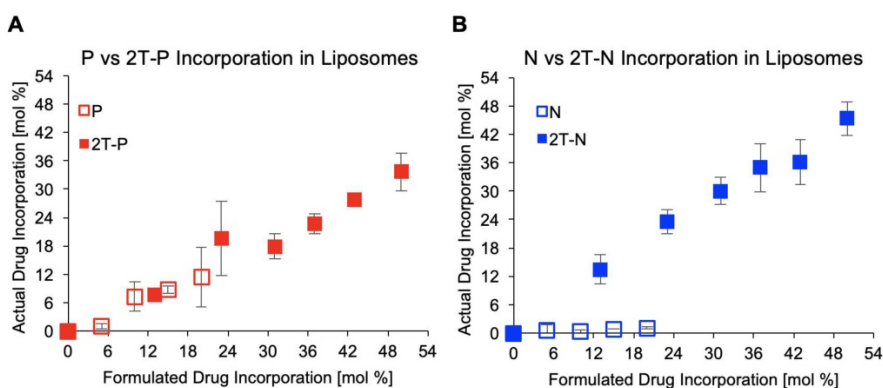 A
P vs 2T-P Incorporation in Liposomes
Actual Drug Incorporation [mol %]
54
48
42
36
30
24
18
12
6
0
P
2T-P
0 6 12 18 24 30 36 42 48 54
Formulated Drug Incorporation [mol %]
B
N vs 2T-N Incorporation in Liposomes
Actual Drug Incorporation [mol %]
54
48
42
36
30
24
18
12
6
0
N
2T-N
0 6 12 18 24 30 36 42 48 54
Formulated Drug Incorporation [mol %]